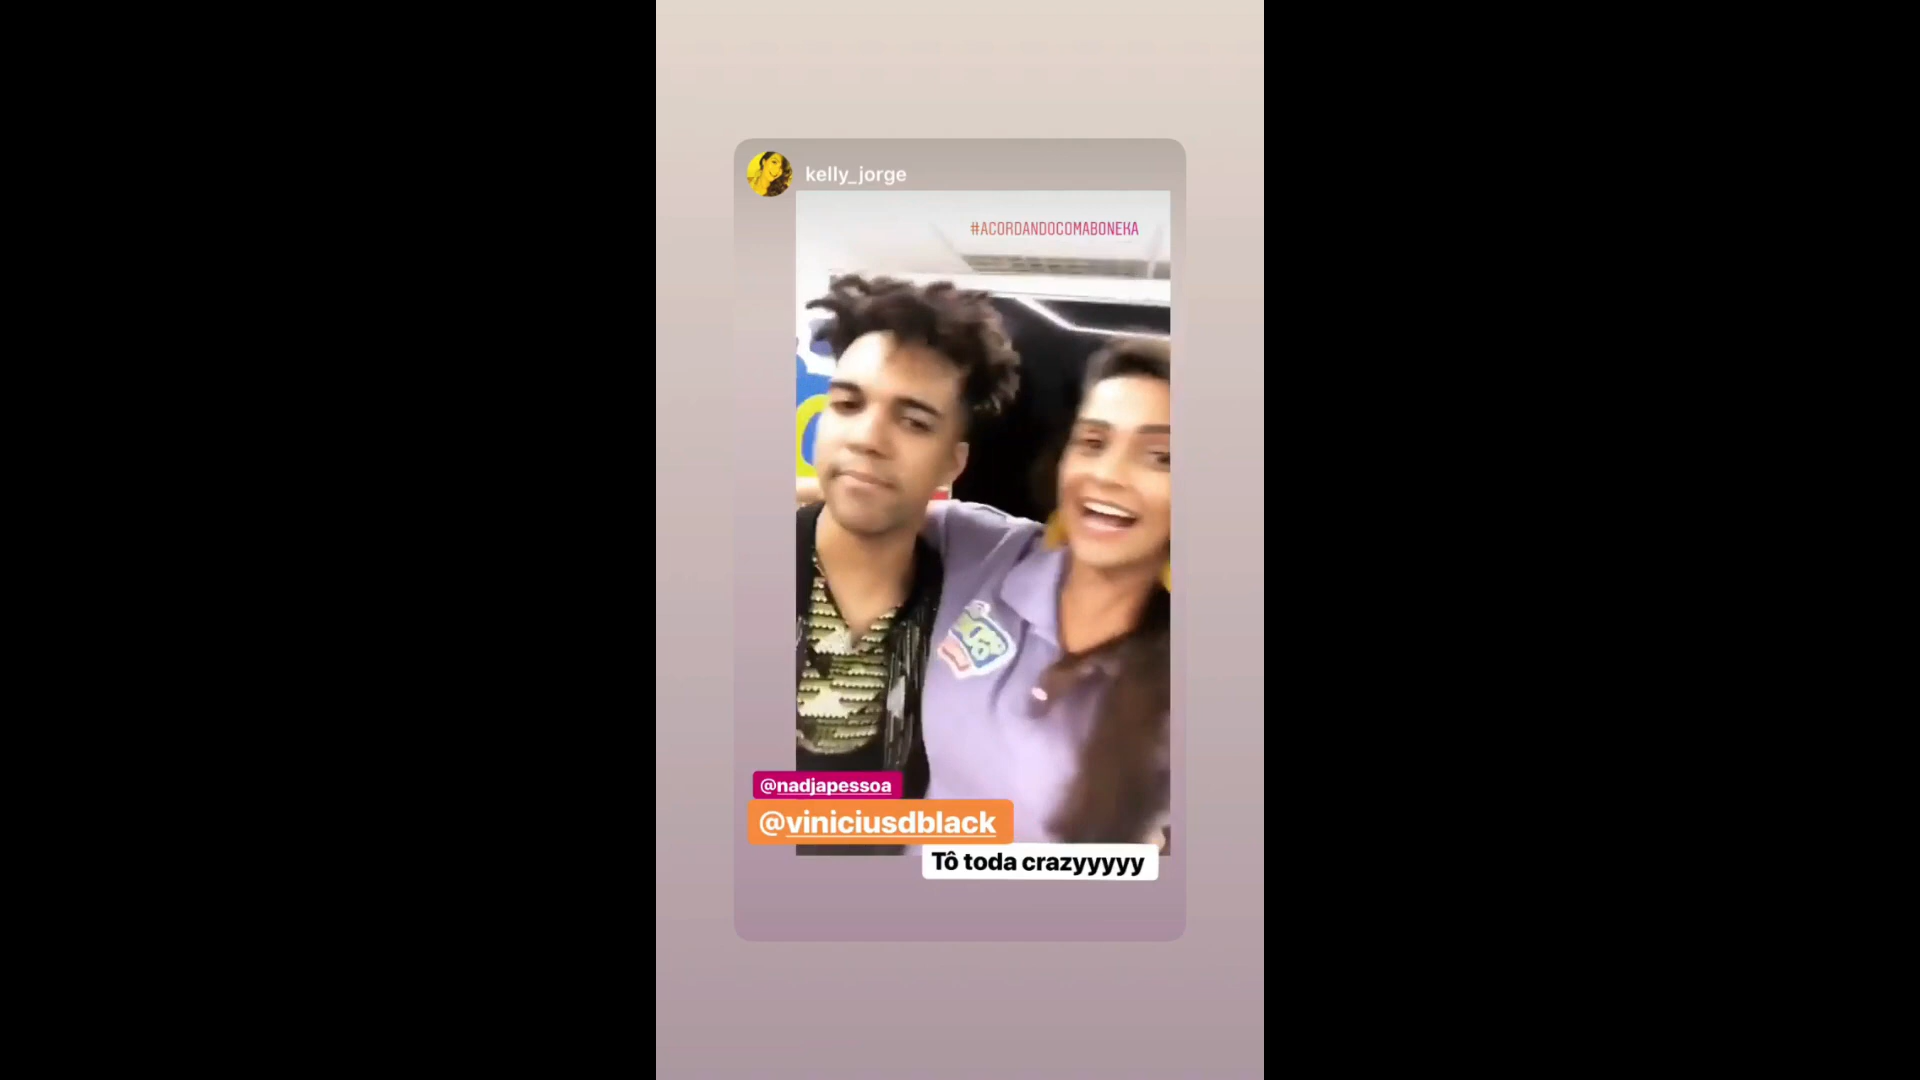 kelly_jorge
#ACORDANDOCOMABONEKA
@nadjapessoa
@viniciusdblack
Tô toda crazyyyyy